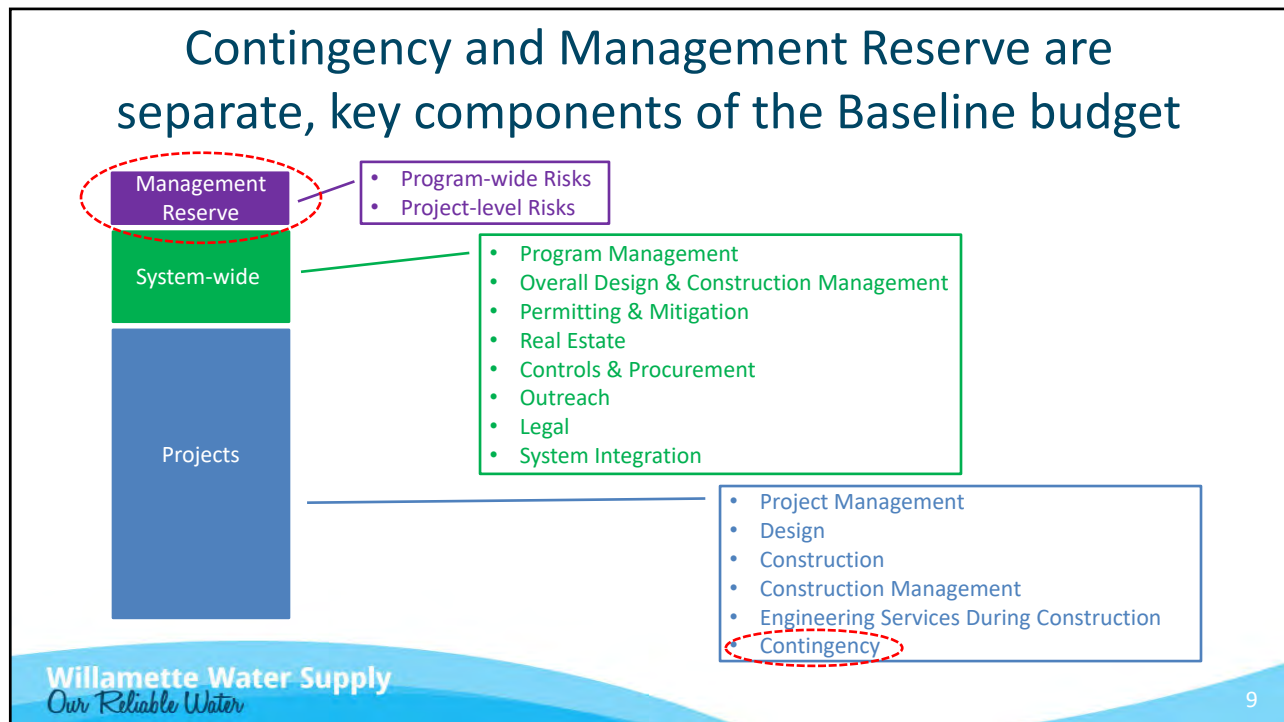 Contingency and Management Reserve are
separate, key components of the Baseline budget
Management
Reserve
• Program-wide Risks
• Project-level Risks
System-wide
• Program Management
• Overall Design & Construction Management
• Permitting & Mitigation
• Real Estate
• Controls & Procurement
• Outreach
• Legal
• System Integration
Projects
• Project Management
• Design
• Construction
• Construction Management
• Engineering Services During Construction
• Contingency
Willamette Water Supply
Our Reliable Water
9